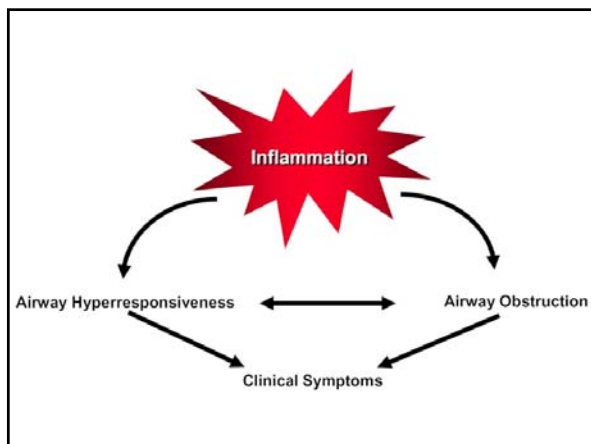 Inflammation
Airway Hyperresponsiveness
Airway Obstruction
Clinical Symptoms